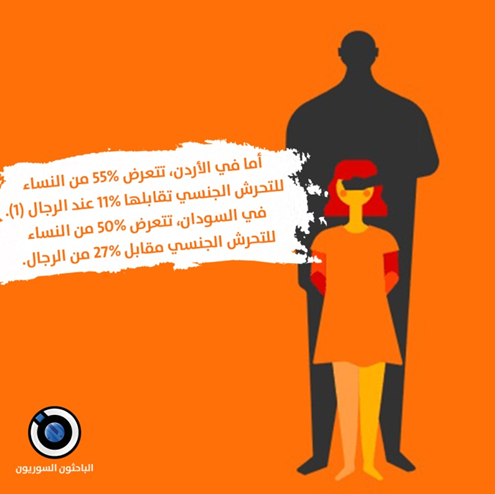 أما في الأردن، تتعرض 55% من النساء
للتحرش الجنسي تقابلها 11% عند الرجال (1).
في السودان، تتعرض 50% من النساء
للتحرش الجنسي مقابل 27% من الرجال.
الباحثون السوريون